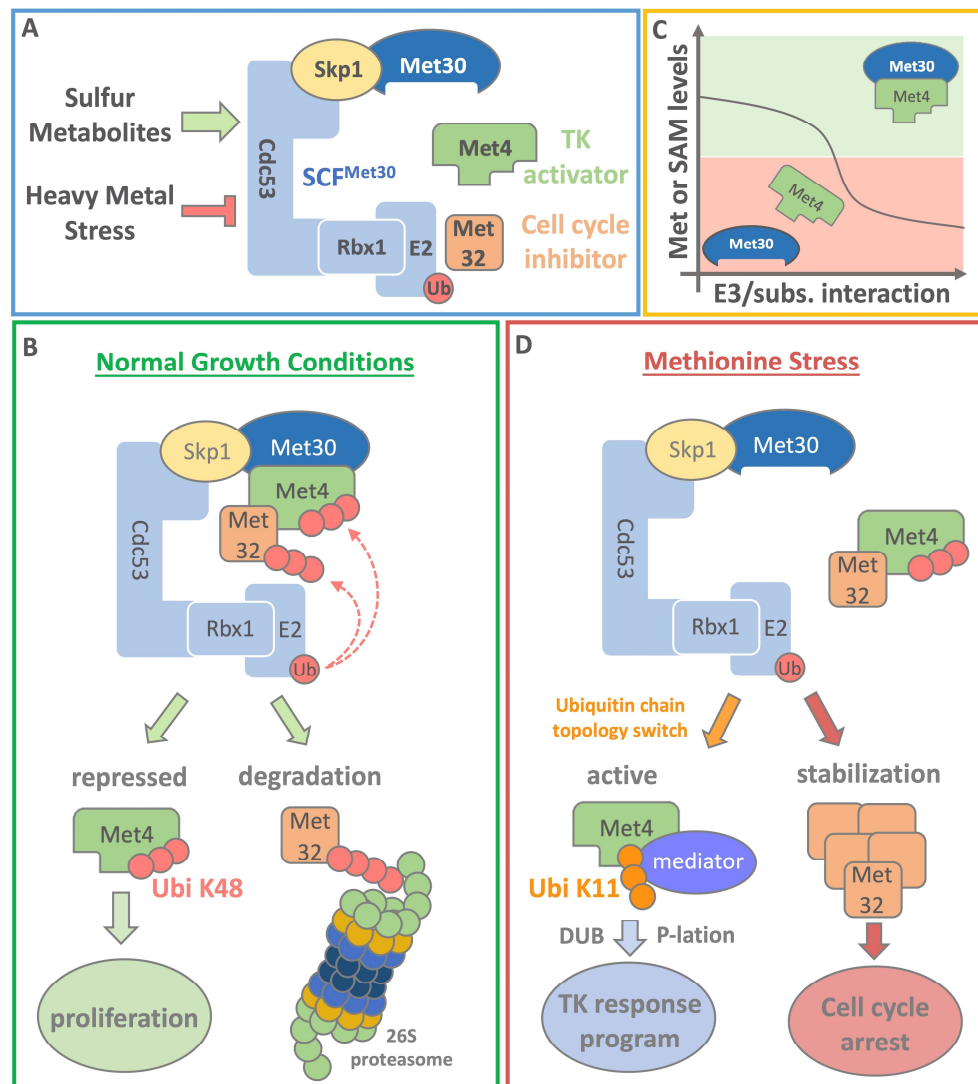 A
Sulfur
Metabolites
Heavy Metal
Stress
Skp1
Met30
Cdc53
SCFMet30
Met4
TK
activator
Rbx1
E2
Ub
Met
32
Cell cycle
inhibitor
C
Met or SAM levels
Met30
Met4
Met4
Met30
E3/subs. interaction
B
Normal Growth Conditions
Skp1
Met30
Met4
Met
32
Cdc53
Rbx1
E2
Ub
repressed
degradation
Met4
Ubi K48
Met
32
proliferation
26S
proteasome
D
Methionine Stress
Skp1
Met30
Cdc53
Met4
Met
32
Rbx1
E2
Ub
Ubiquitin chain
topology switch
active
stabilization
Met4
mediator
Ubi K11
Met
32
DUB
P-lation
TK response
program
Cell cycle
arrest